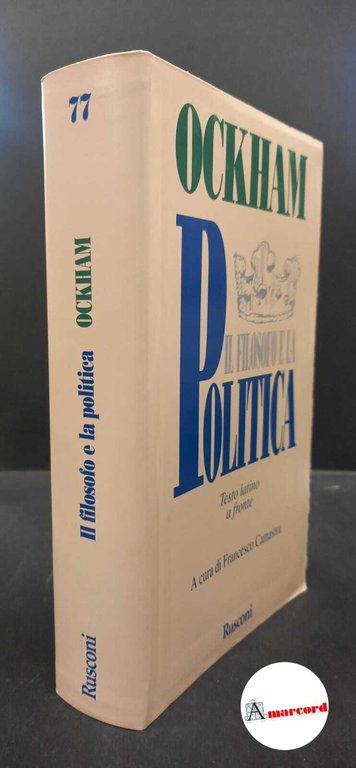 77
OCKHAM
Il filosofo e la politica
Rusconi
OCKHAM
IL FILOSOFO E LA
POLITICA
Testo latino
a fronte
A cura di Francesco Camastra
Rusconi
Amarcord